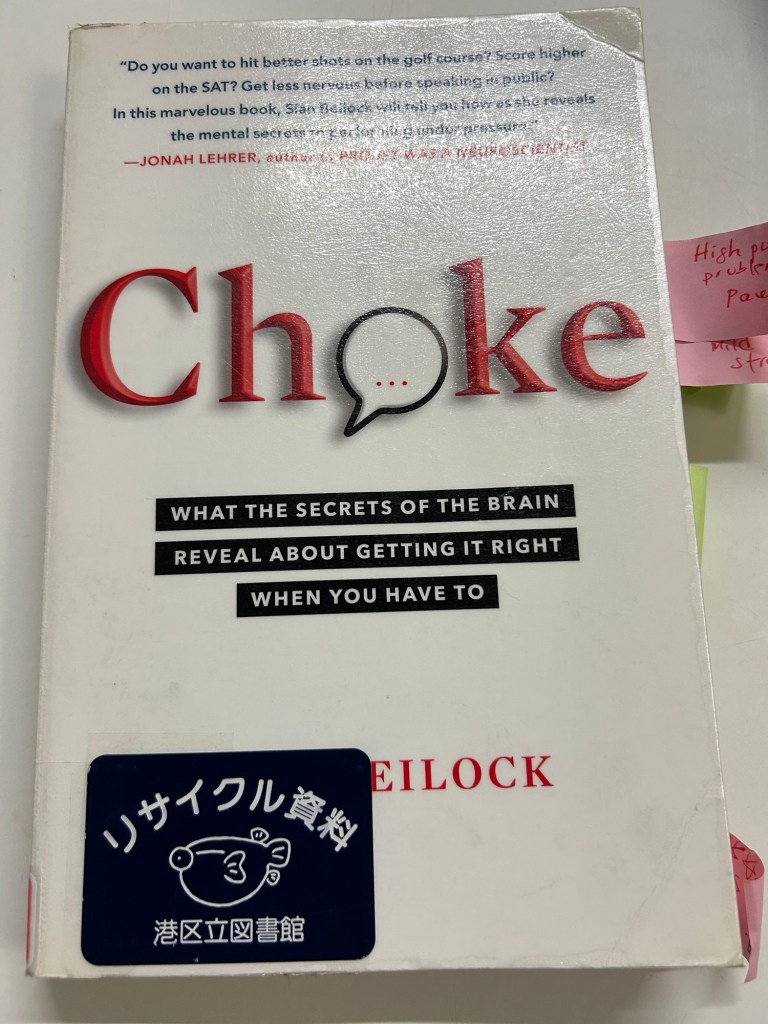 "Do you want to hit better shots on the golf course? Score higher
on the SAT? Get less nervous before speaking in public?
In this marvelous book, Sian Beilock will tell you how as she reveals
the mental secrets to performing under pressure."
—JONAH LEHRER, author of PROUST WAS A NEUROSCIENTIST
Choke
...
WHAT THE SECRETS OF THE BRAIN
REVEAL ABOUT GETTING IT RIGHT
WHEN YOU HAVE TO
EILOCK
リサイクル資料
港区立図書館
High
Mild